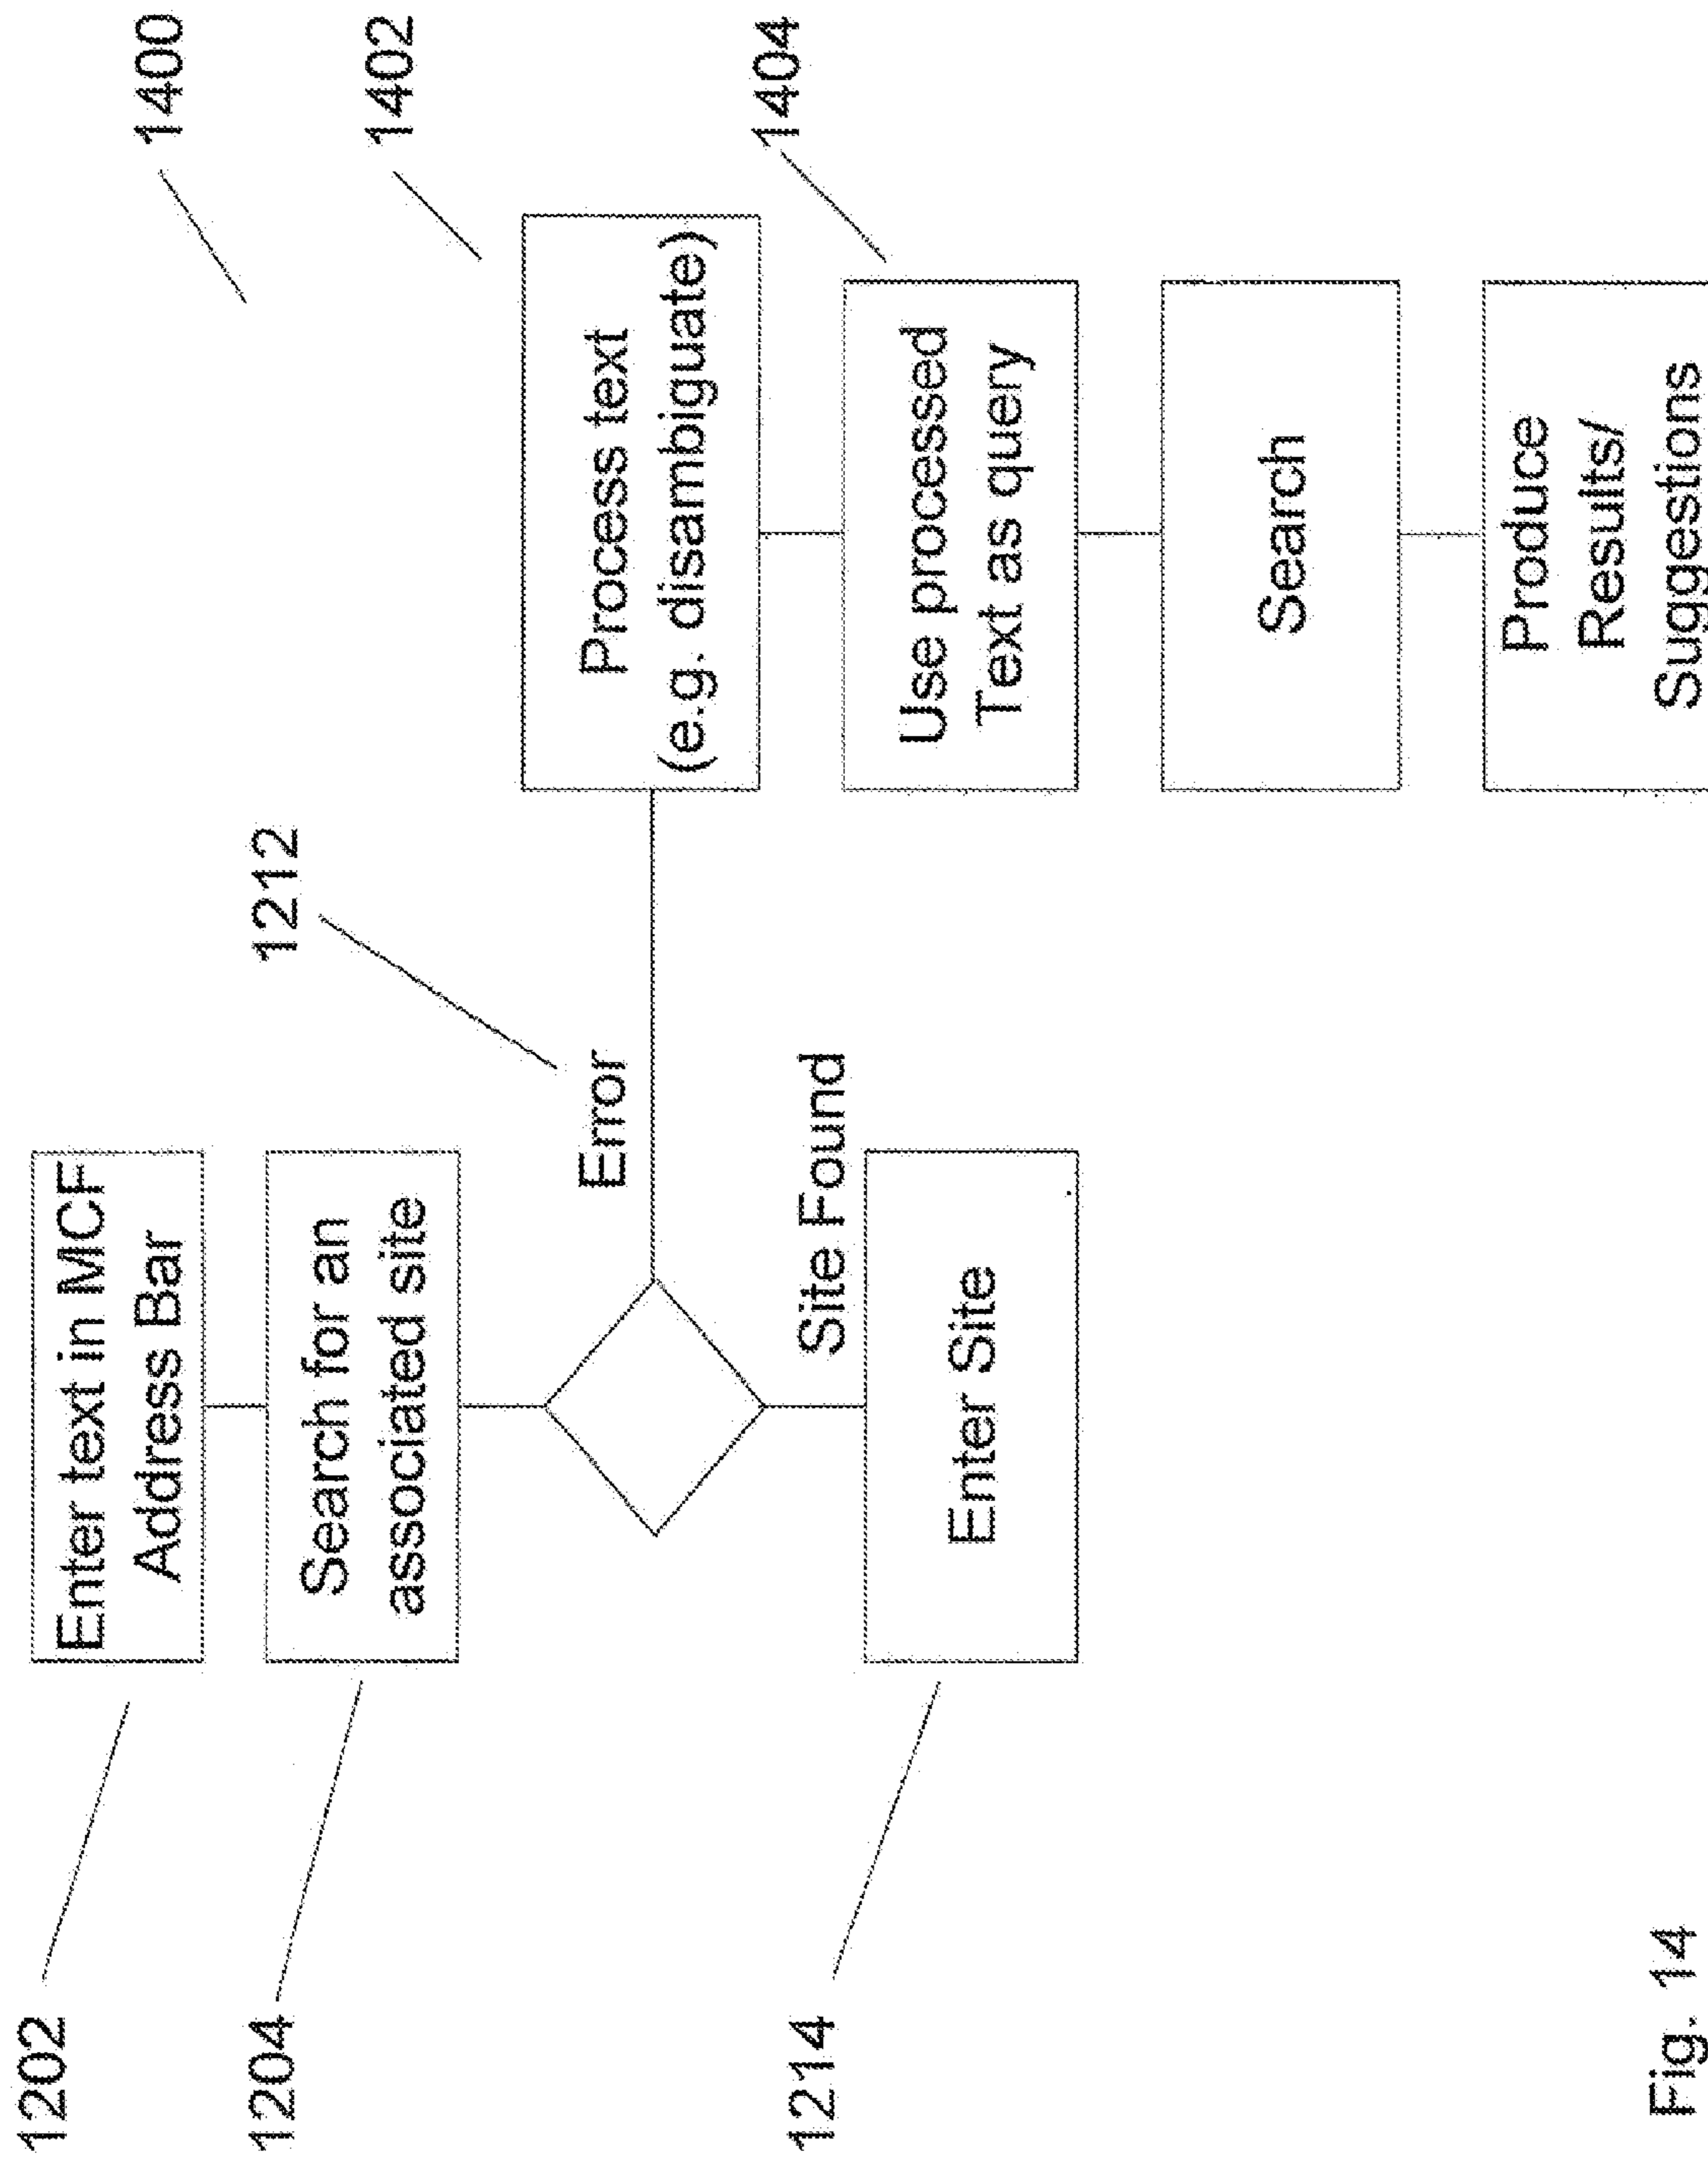 1400
1202
Enter text in MCF
Address Bar
1204
Search for an
associated site
1212
Error
Site Found
1214
Enter Site
1402
Process text
(e.g. disambiguate)
1404
Use processed
Text as query
Search
Produce
Results/
Suggestions
Fig. 14